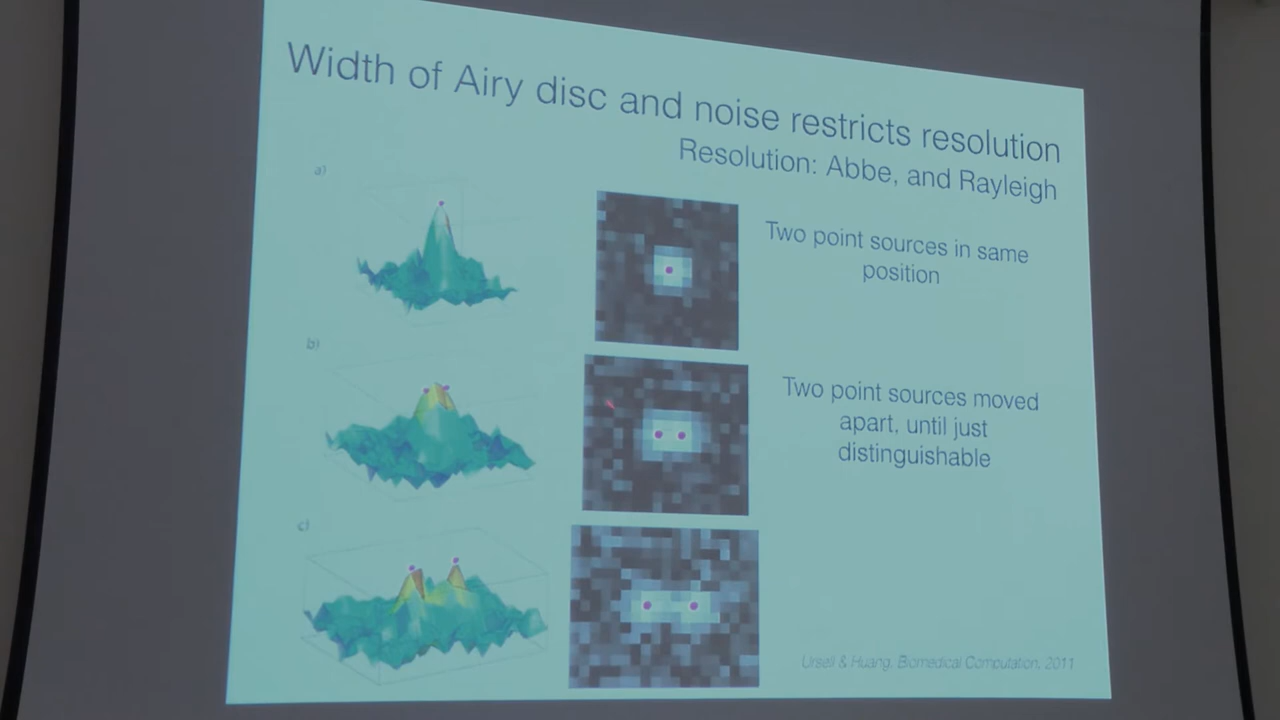 Width of Airy disc and noise restricts resolution
Resolution: Abbe, and Rayleigh
a)
Two point sources in same
position
b)
Two point sources moved
apart, until just
distinguishable
c)
Ursell & Huang, Biomedical Computation, 2011